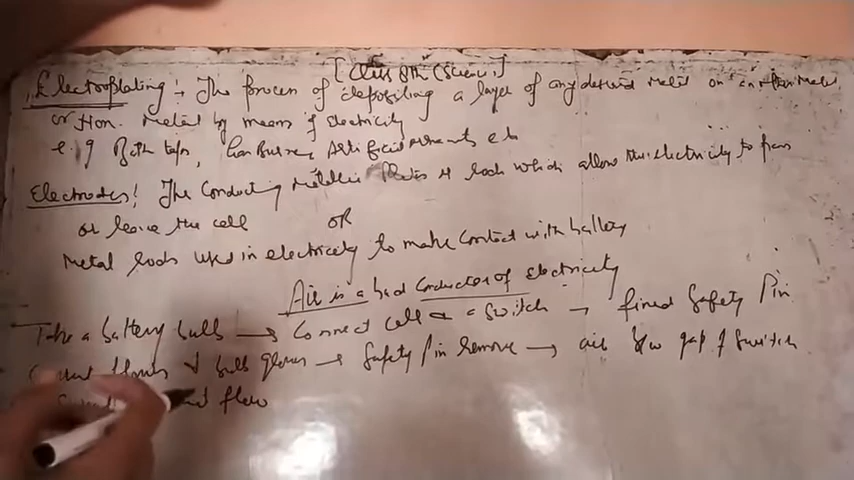 [Class 8th (Science)]
Electroplating: The process of depositing a layer of any desired metal on another metal
or Non. Metal by means of electricity
e.g Bath taps, Gas Burners, Artificial ornaments etc
Electrodes: The conducting metallic Plates or rods which allow the electricity to pass
or leave the cell OR
Metal rods used in electricity to make contact with battery
Air is a bad conductor of electricity
Take a battery bulb → connect cell & a switch → fixed Safety Pin
Current flows & bulb glows → Safety Pin remove → air b/w gap of Switch
flow